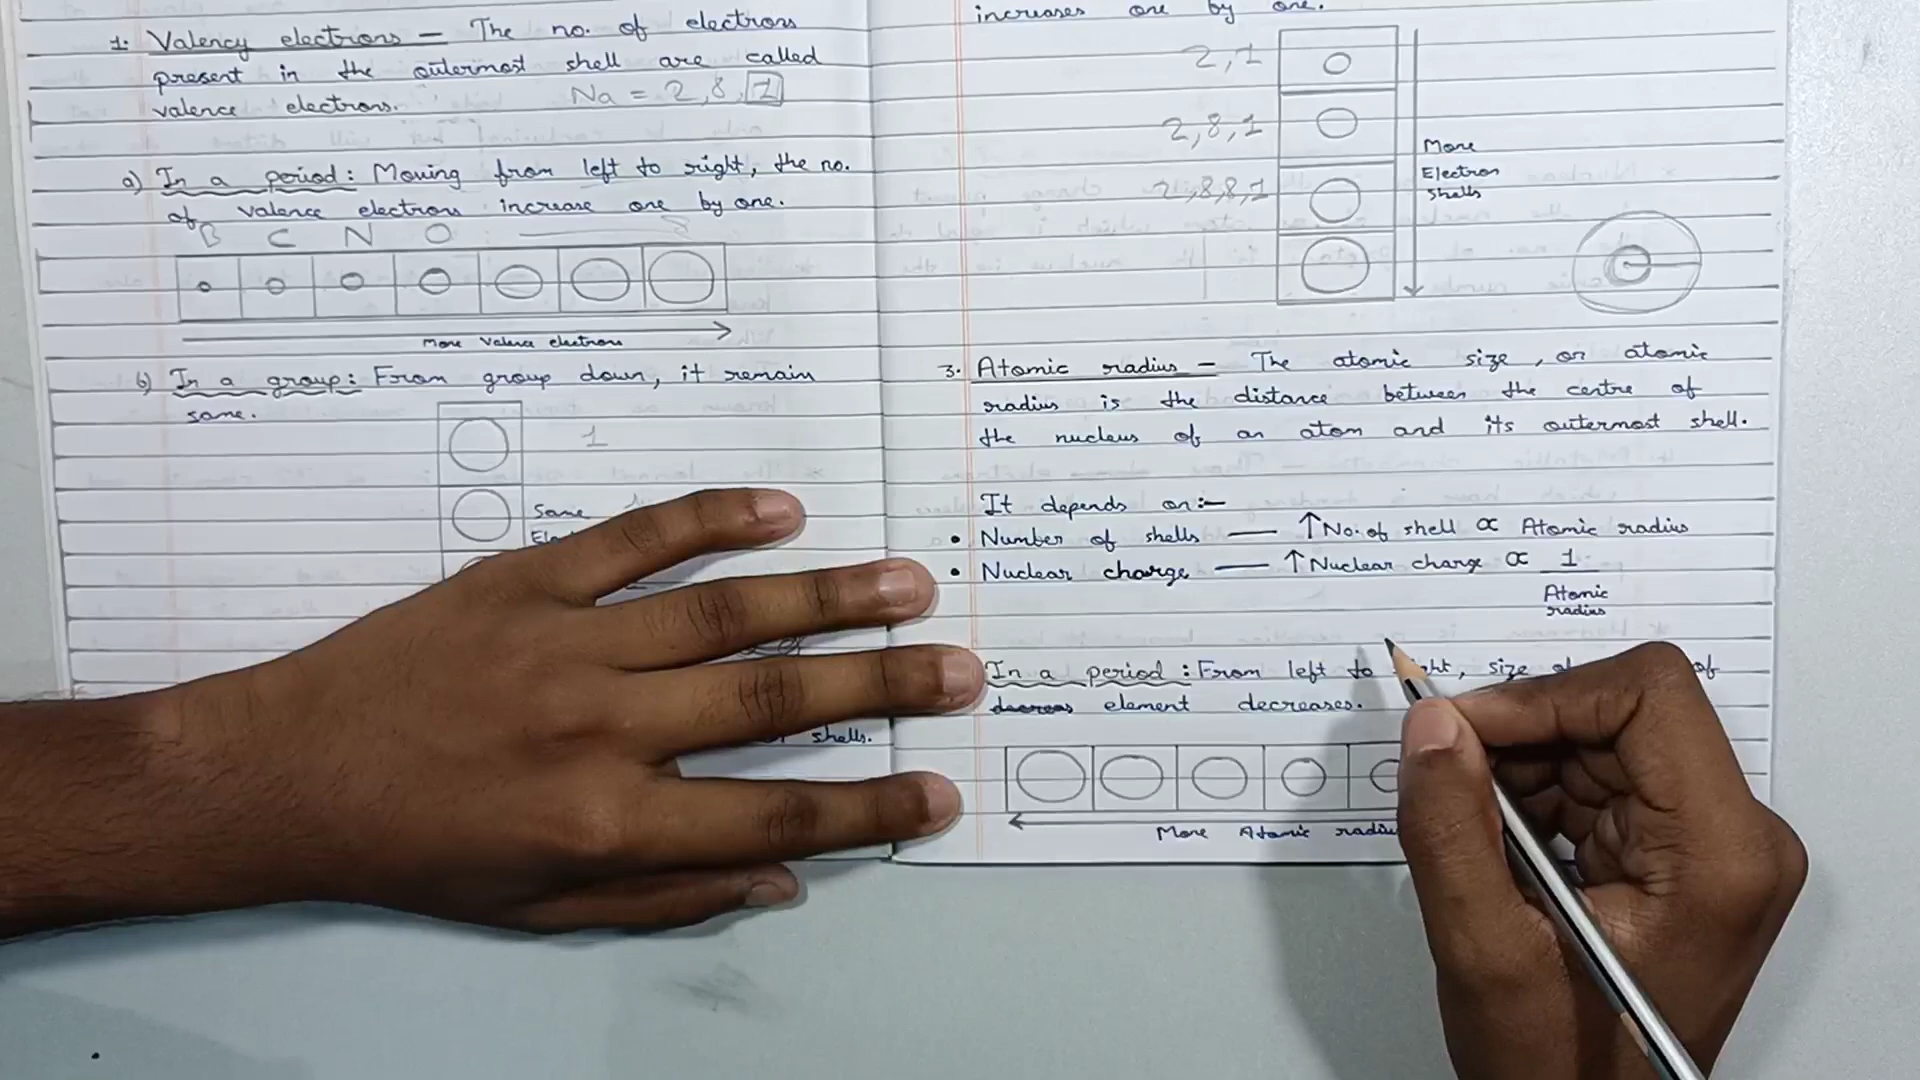 1. Valency electrons — The no. of electrons
present in the outermost shell are called
valence electrons. Na = 2,8,1
a) In a period: Moving from left to right, the no.
of valence electrons increase one by one.
B C N O
More Valence electrons
b) In a group: From group down, it remain
same.
1
Same
shells.
increases one by one.
2,1
2,8,1
2,8,8,1
More
Electron
shells
3. Atomic radius — The atomic size, or atomic
radius is the distance between the centre of
the nucleus of an atom and its outermost shell.
It depends on:—
• Number of shells — ↑No. of shell ∝ Atomic radius
• Nuclear charge — ↑Nuclear charge ∝ 1
Atomic
radius
In a period: From left to size of
element decreases.
More Atomic